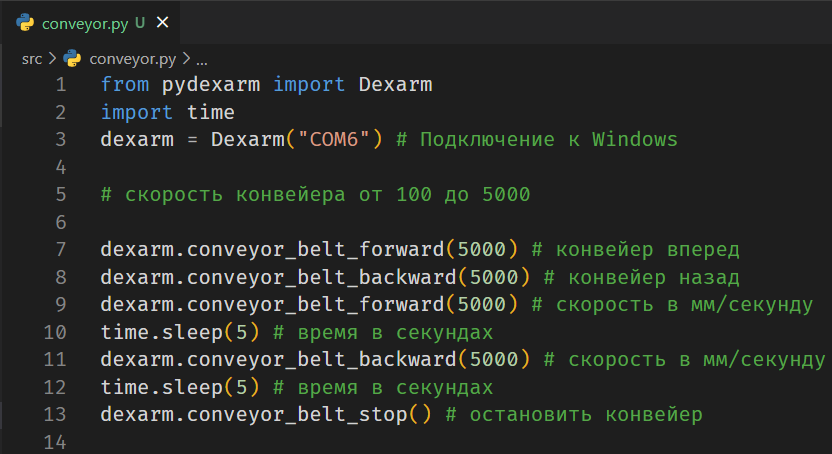 conveyor.py U ×
src > conveyor.py > ...
1 from pydexarm import Dexarm
2 import time
3 dexarm = Dexarm("COM6") # Подключение к Windows
4
5 # скорость конвейера от 100 до 5000
6
7 dexarm.conveyor_belt_forward(5000) # конвейер вперед
8 dexarm.conveyor_belt_backward(5000) # конвейер назад
9 dexarm.conveyor_belt_forward(5000) # скорость в мм/секунду
10 time.sleep(5) # время в секундах
11 dexarm.conveyor_belt_backward(5000) # скорость в мм/секунду
12 time.sleep(5) # время в секундах
13 dexarm.conveyor_belt_stop() # остановить конвейер
14